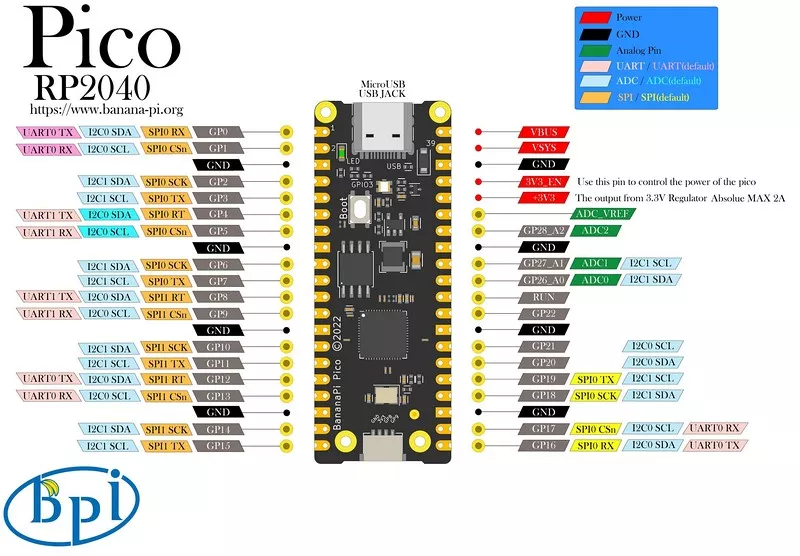 Pico
RP2040
https://www.banana-pi.org
MicroUSB
USB JACK
Power
GND
Analog Pin
UART / UART(default)
ADC / ADC(default)
SPI / SPI(default)
UART0 TX I2C0 SDA SPI0 RX GP0
UART0 RX I2C0 SCL SPI0 CSn GP1
GND
I2C1 SDA SPI0 SCK GP2
I2C1 SCL SPI0 TX GP3
UART1 TX I2C0 SDA SPI0 RT GP4
UART1 RX I2C0 SCL SPI0 CSn GP5
GND
I2C1 SDA SPI0 SCK GP6
I2C1 SCL SPI0 TX GP7
UART1 TX I2C0 SDA SPI1 RT GP8
UART1 RX I2C0 SCL SPI1 CSn GP9
GND
I2C1 SDA SPI1 SCK GP10
I2C1 SCL SPI1 TX GP11
UART0 TX I2C0 SDA SPI1 RT GP12
UART0 RX I2C0 SCL SPI1 CSn GP13
GND
I2C1 SDA SPI1 SCK GP14
I2C1 SCL SPI1 TX GP15
1
2
LED
USB
39
GPIO3
Boot
BananaPi Pico ©2022
VBUS
VSYS
GND
3V3_EN Use this pin to control the power of the pico
+3V3 The output from 3.3V Regulator Absolue MAX 2A
ADC_VREF
GP28_A2 ADC2
GND
GP27_A1 ADC1 I2C1 SCL
GP26_A0 ADC0 I2C1 SDA
RUN
GP22
GND
GP21 I2C0 SCL
GP20 I2C0 SDA
GP19 SPI0 TX I2C1 SCL
GP18 SPI0 SCK I2C1 SDA
GND
GP17 SPI0 CSn I2C0 SCL UART0 RX
GP16 SPI0 RX I2C0 SDA UART0 TX
Bpi